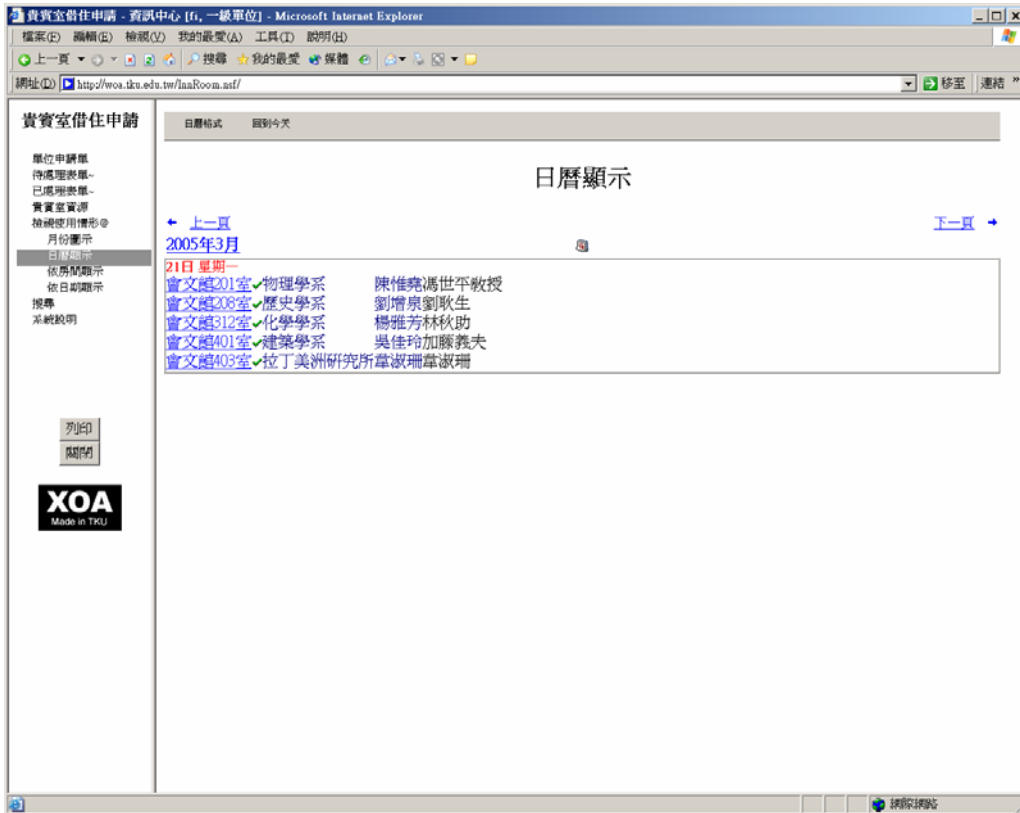 貴賓室借住申請 - 資訊中心 [fi, 一級單位] - Microsoft Internet Explorer
檔案(F) 編輯(E) 檢視(V) 我的最愛(A) 工具(T) 說明(H)
上一頁 搜尋 我的最愛 媒體
網址(D) http://woa.tku.edu.tw/InnRoom.nsf/ 移至 連結 »
貴賓室借住申請
日曆格式 回到今天
單位申請單
待處理表單~
已處理表單~
貴賓室資源
檢視使用情形@
月份圖示
日曆顯示
依房間顯示
依日期顯示
搜尋
系統說明
列印
關閉
XOA
Made in TKU
日曆顯示
上一頁 下一頁
2005年3月
21日 星期一
會文館201室✓物理學系 陳惟堯馮世平教授
會文館208室✓歷史學系 劉增泉劉耿生
會文館312室✓化學學系 楊雅芳林秋助
會文館401室✓建築學系 吳佳玲加藤義夫
會文館403室✓拉丁美洲研究所韋淑珊韋淑珊
網際網路